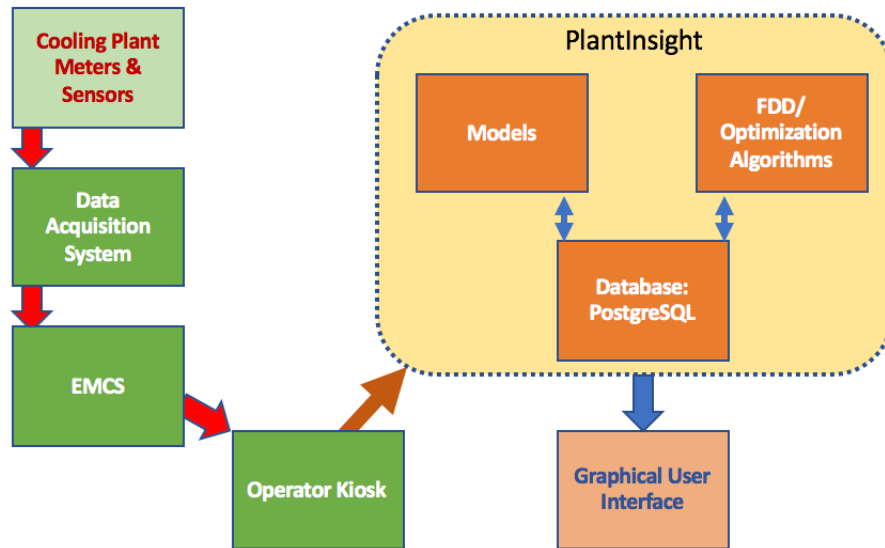 Cooling Plant
Meters &
Sensors
Data
Acquisition
System
EMCS
Operator Kiosk
PlantInsight
Models
FDD/
Optimization
Algorithms
Database:
PostgreSQL
Graphical User
Interface